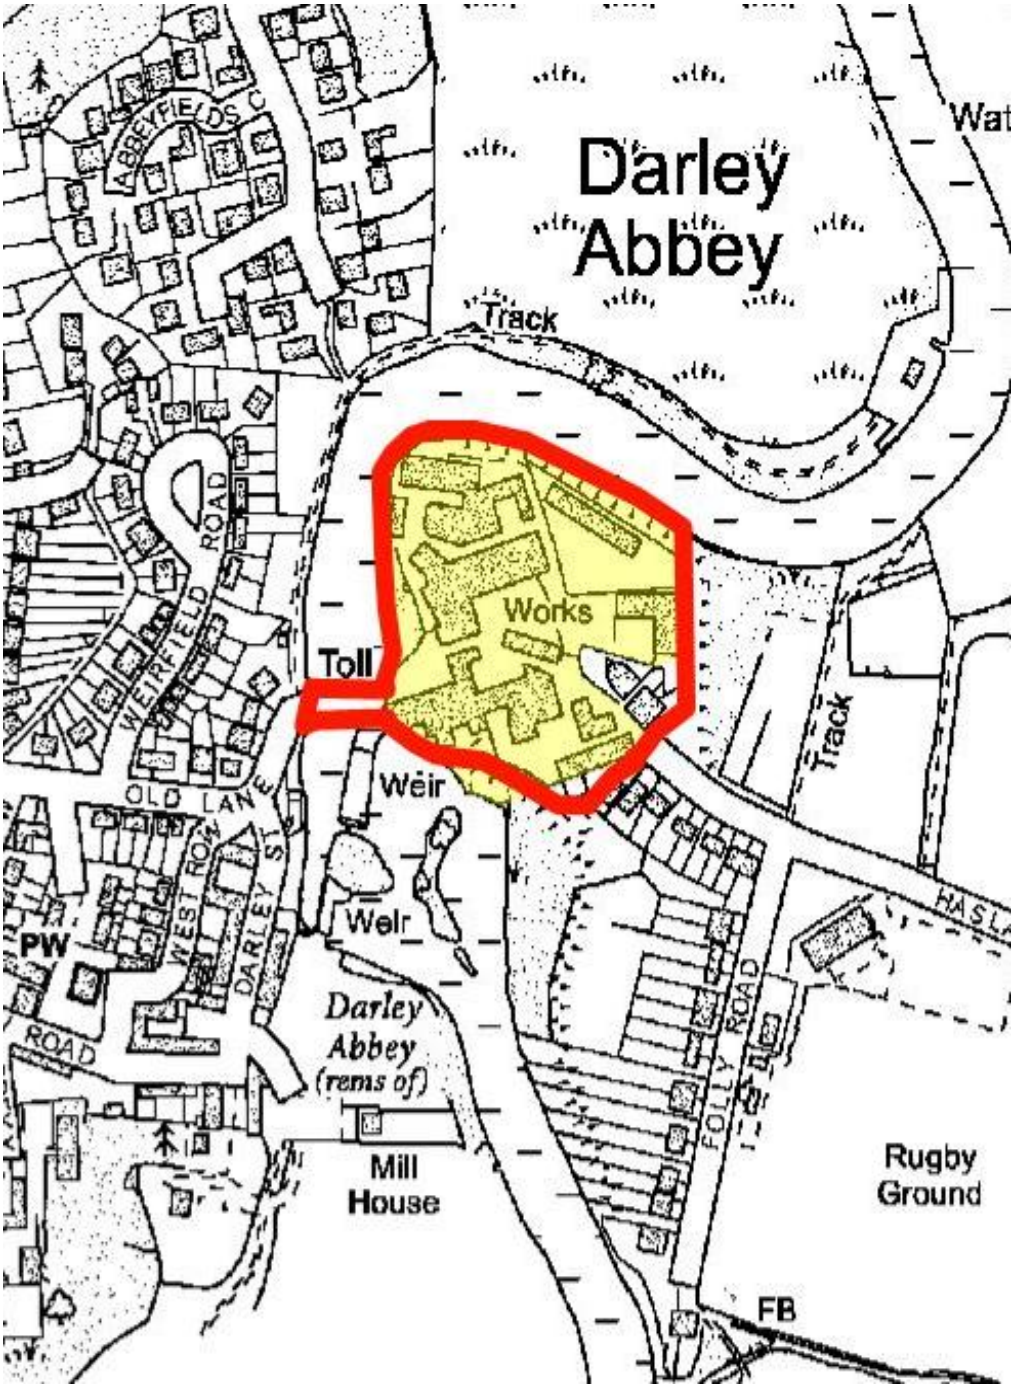 ABBEYFIELDS C
Wat
Darley
Abbey
Track
WEIRFIELD ROAD
Works
Toll
Track
Weir
OLD LANE
WEST ROW
DARLEY ST
Weir
PW
HASLA
Darley
Abbey
(rems of)
ROAD
FOLLY ROAD
Mill
House
Rugby
Ground
FB